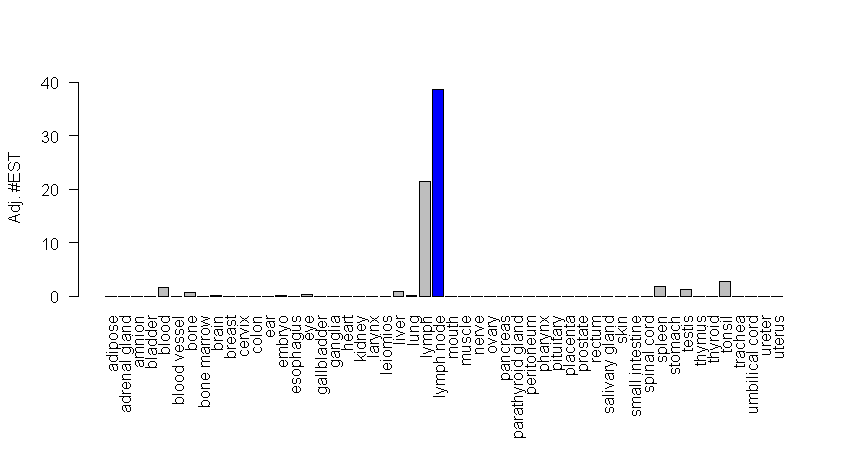 Adj. #EST
40
30
20
10
0
adipose
adrenal gland
amnion
bladder
blood
blood vessel
bone
bone marrow
brain
breast
cervix
colon
ear
embryo
esophagus
eye
gallbladder
ganglia
heart
kidney
larynx
leiomios
liver
lung
lymph
lymph node
mouth
muscle
nerve
ovary
pancreas
parathyroid gland
peritoneum
pharynx
pituitary
placenta
prostate
rectum
salivary gland
skin
small intestine
spinal cord
spleen
stomach
testis
thymus
thyroid
tonsil
trachea
umbilical cord
ureter
uterus